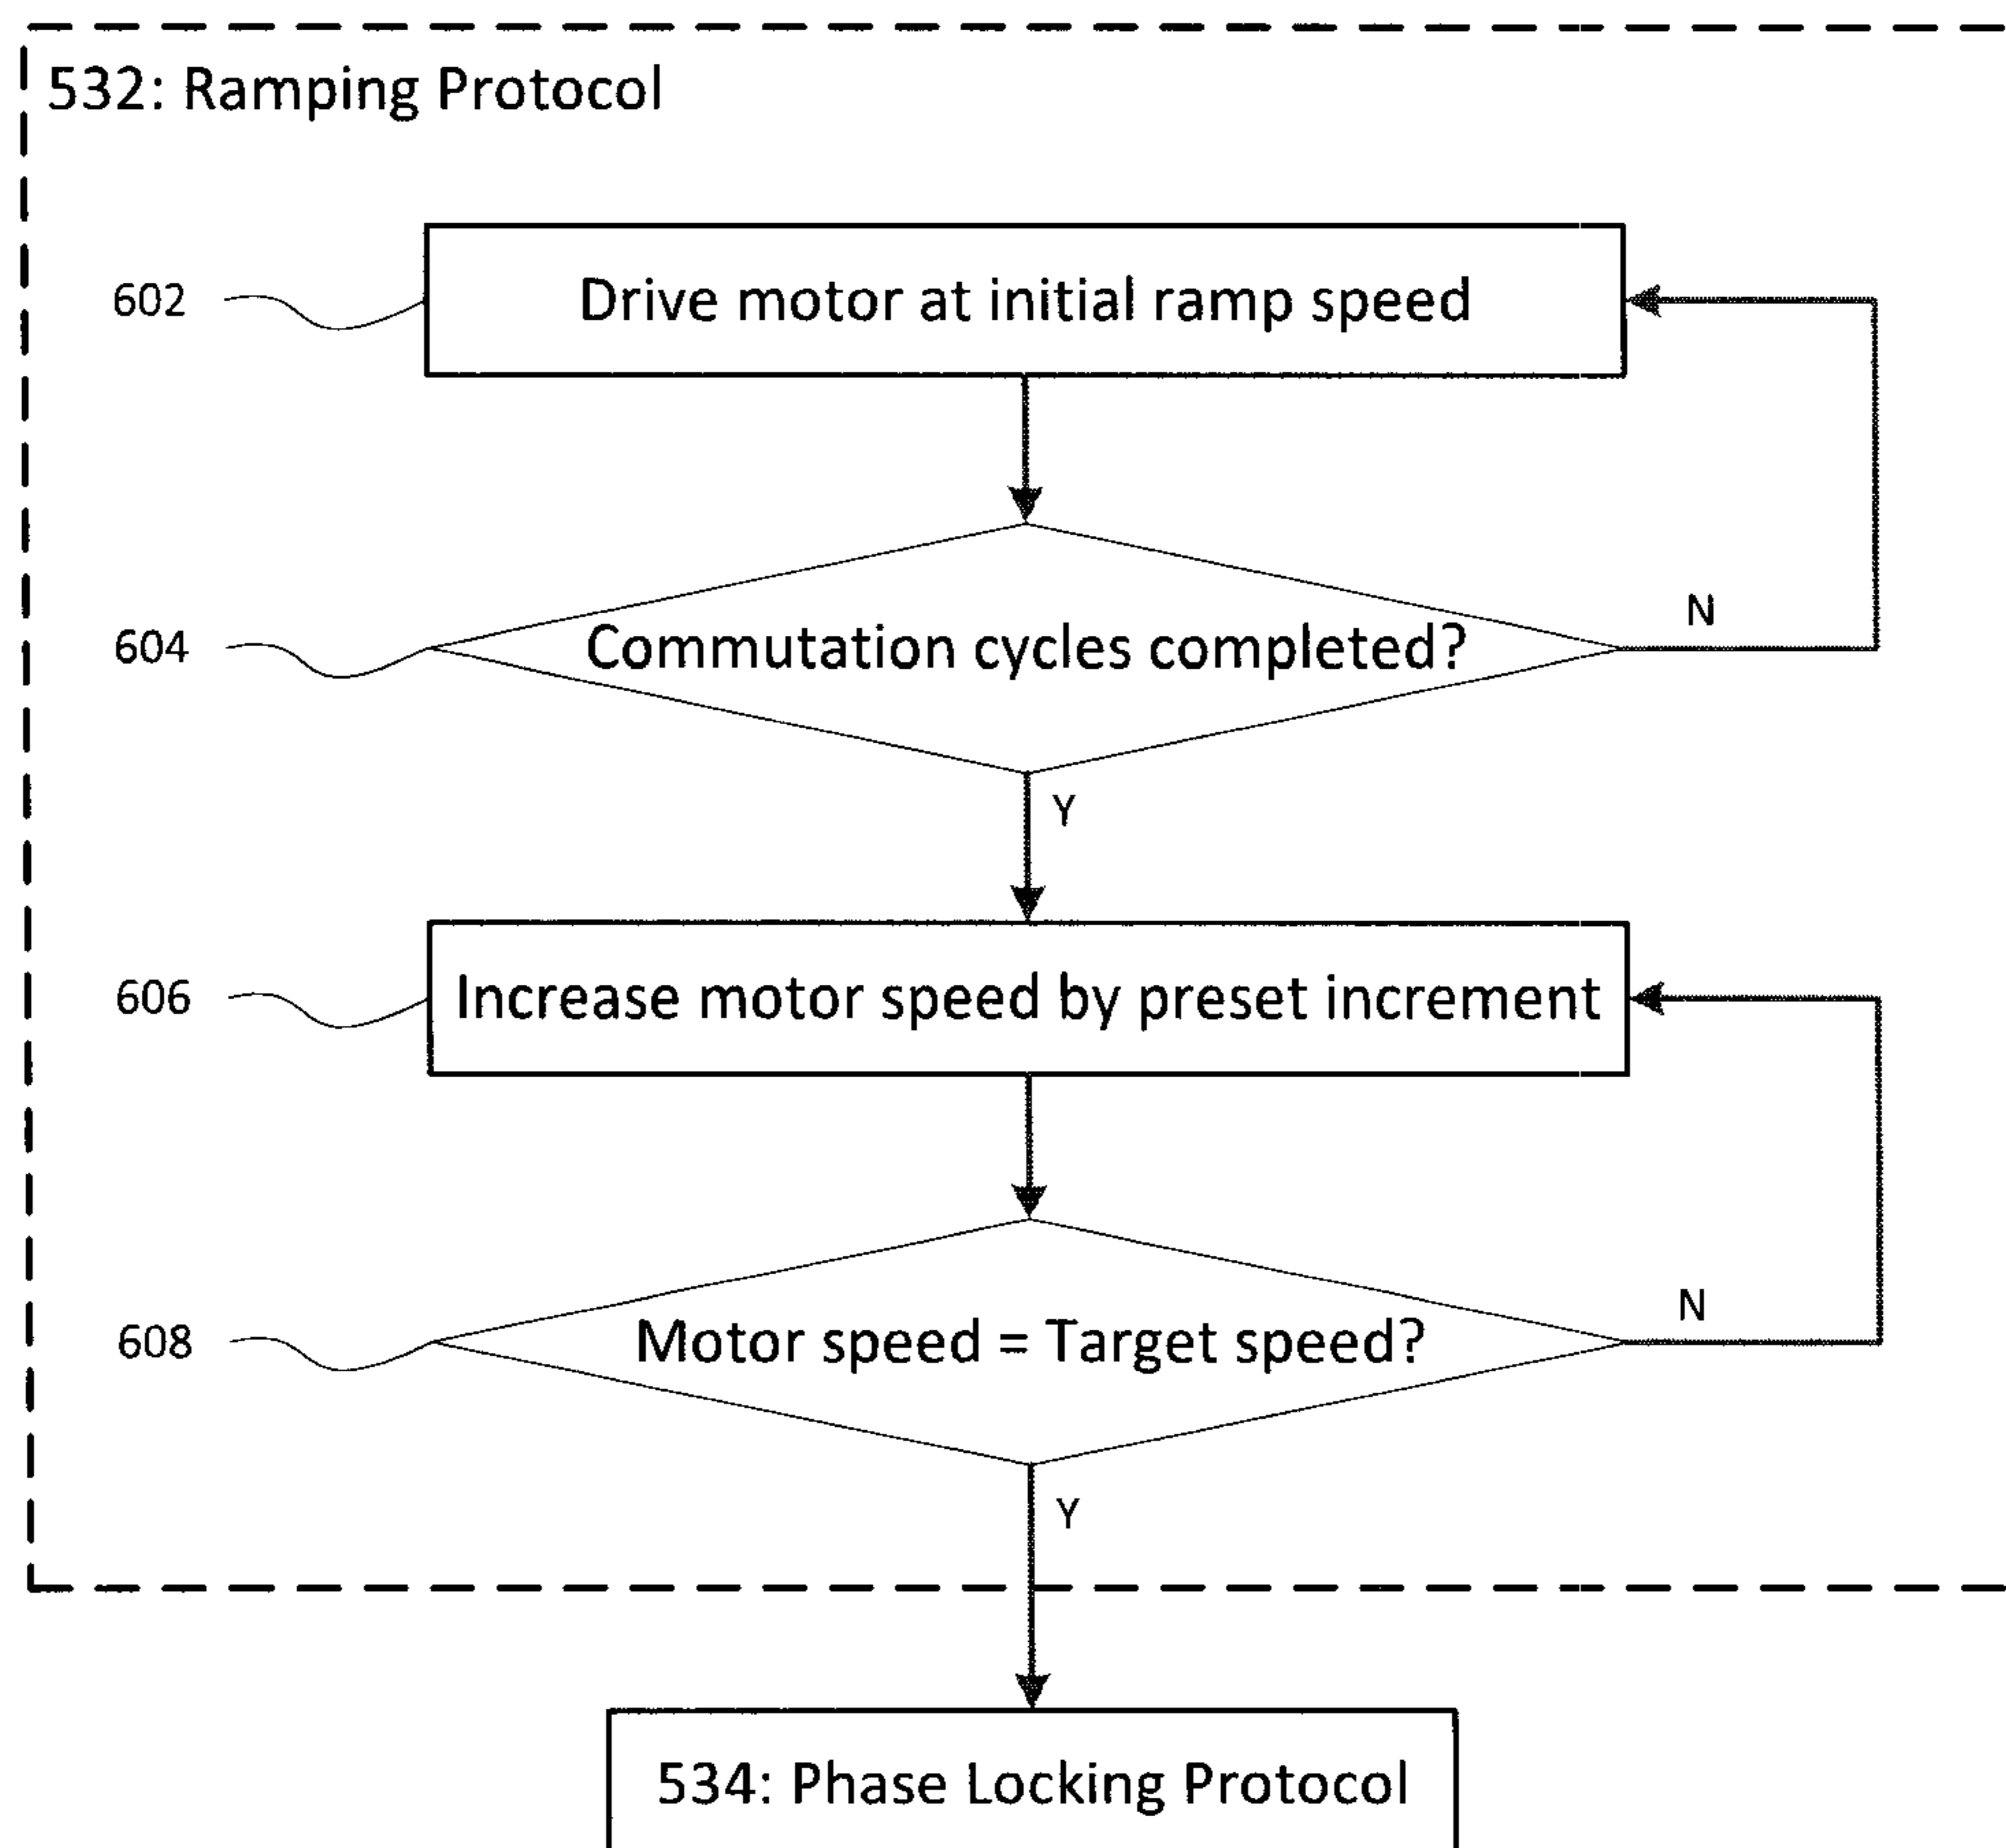 532: Ramping Protocol
602
Drive motor at initial ramp speed
604
Commutation cycles completed?
N
Y
606
Increase motor speed by preset increment
608
Motor speed = Target speed?
N
Y
534: Phase Locking Protocol